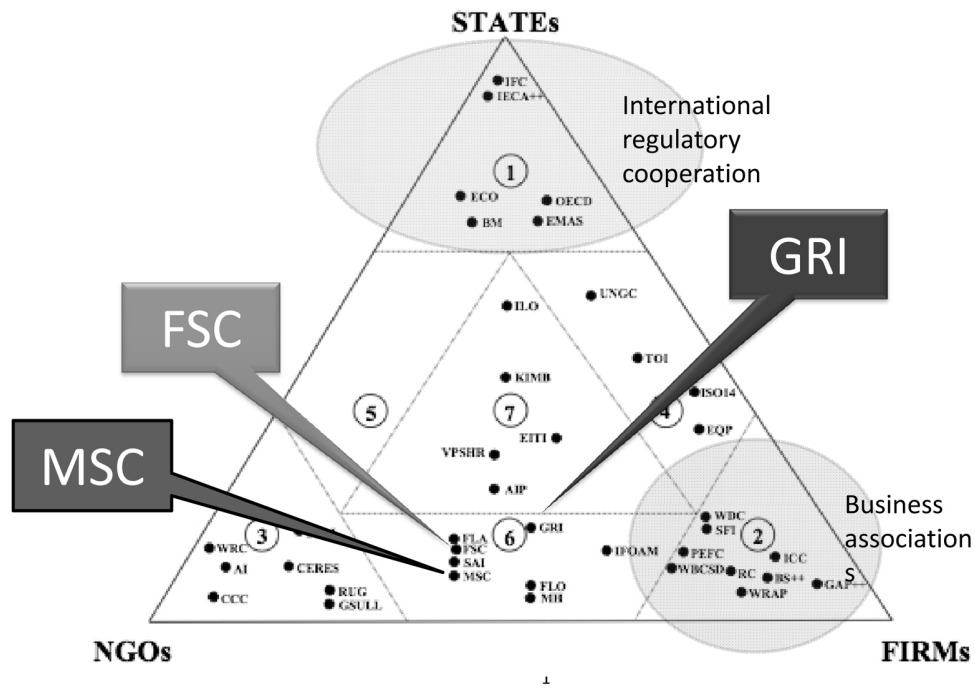 STATEs
IFC
IECA++
International
regulatory
cooperation
1
ECO
OECD
BM
EMAS
GRI
FSC
UNGC
ILO
TOI
KIMB
ISO14
5
7
4
EQP
EITI
VPSHR
MSC
AIP
WDC
Business
GRI
SFI
3
6
2
association
FLA
WRC
FSC
IFOAM
PEFC
ICC
SAI
AI
CERES
WBCSD
RC
s
MSC
BS++
GAP++
RUG
FLO
WRAP
CCC
GSULL
MH
NGOs
FIRMs